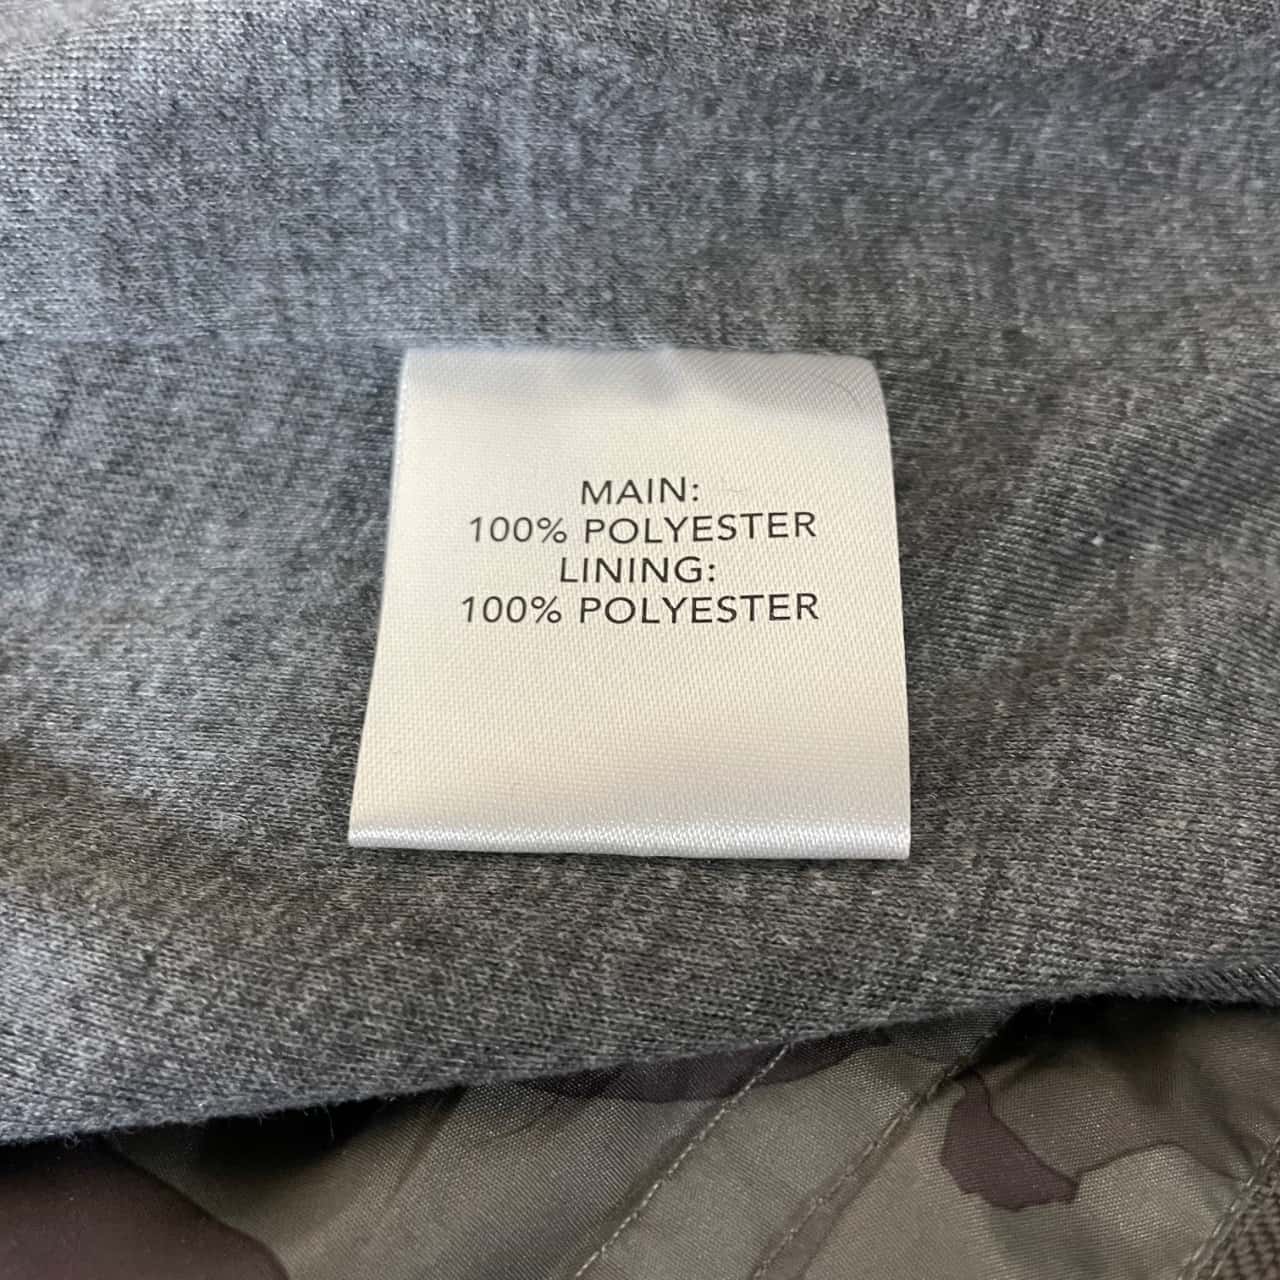 MAIN:
100% POLYESTER
LINING:
100% POLYESTER